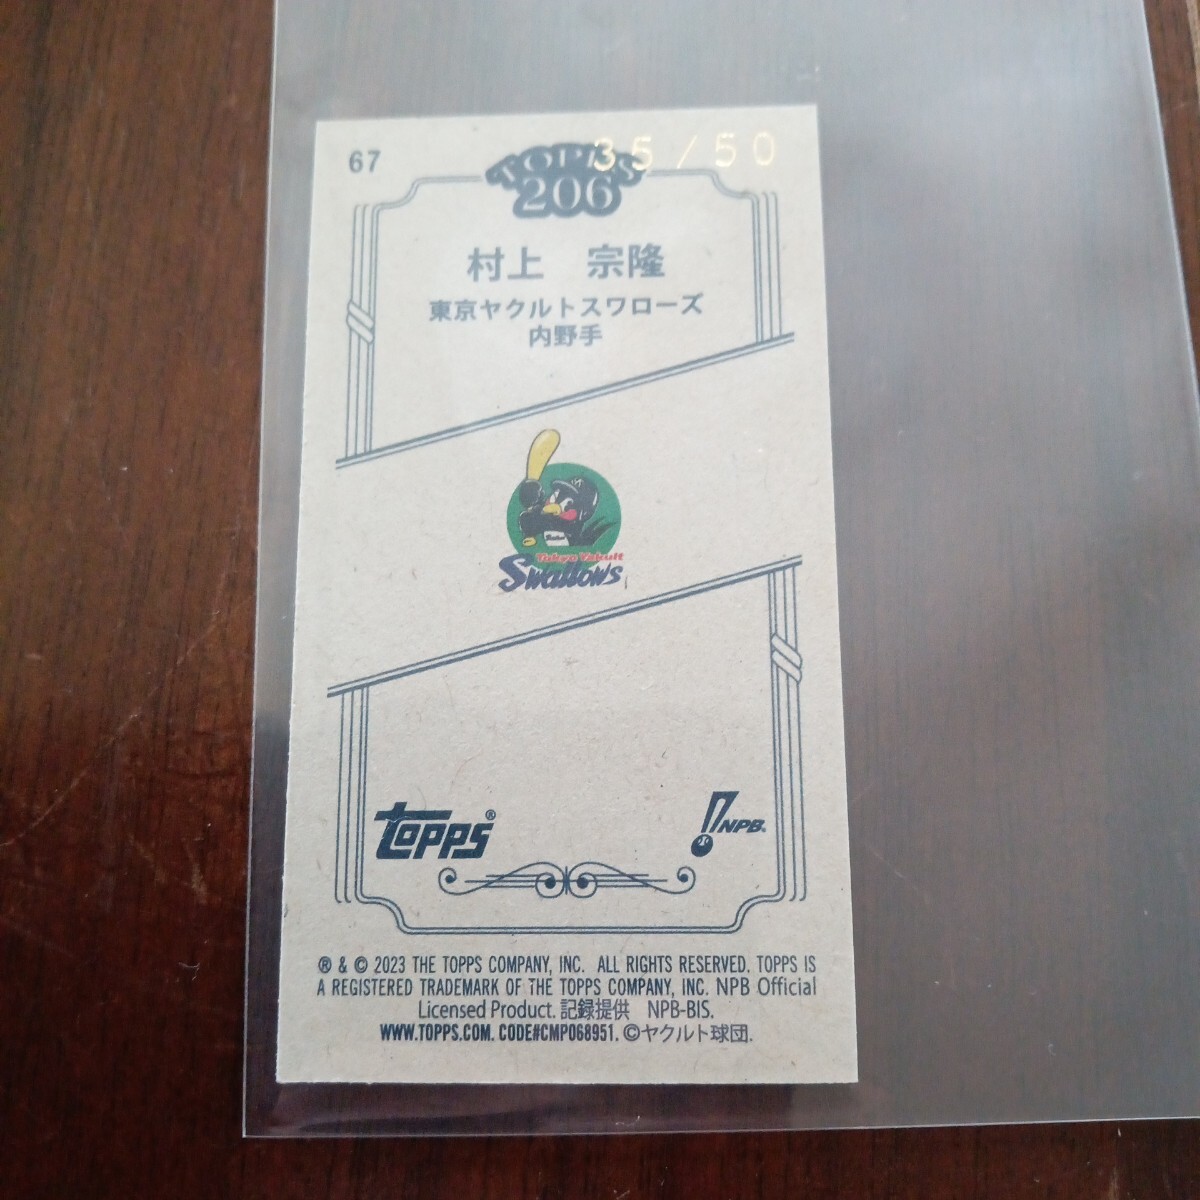 67
35/50
TOPPS
206
村上　宗隆
東京ヤクルトスワローズ
内野手
Tokyo Yakult
Swallows
topps®
NPB®
® & © 2023 THE TOPPS COMPANY, INC. ALL RIGHTS RESERVED. TOPPS IS
A REGISTERED TRADEMARK OF THE TOPPS COMPANY, INC. NPB Official
Licensed Product. 記録提供　NPB-BIS.
WWW.TOPPS.COM. CODE#CMP068951. ©ヤクルト球団.